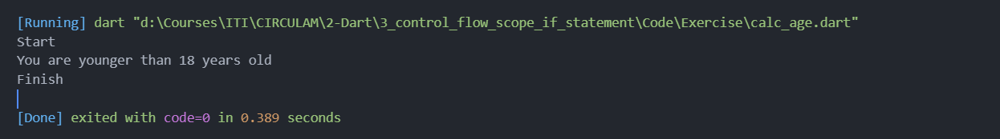 [Running] dart "d:\Courses\ITI\CIRCULAM\2-Dart\3_control_flow_scope_if_statement\Code\Exercise\calc_age.dart"
Start
You are younger than 18 years old
Finish
[Done] exited with code=0 in 0.389 seconds